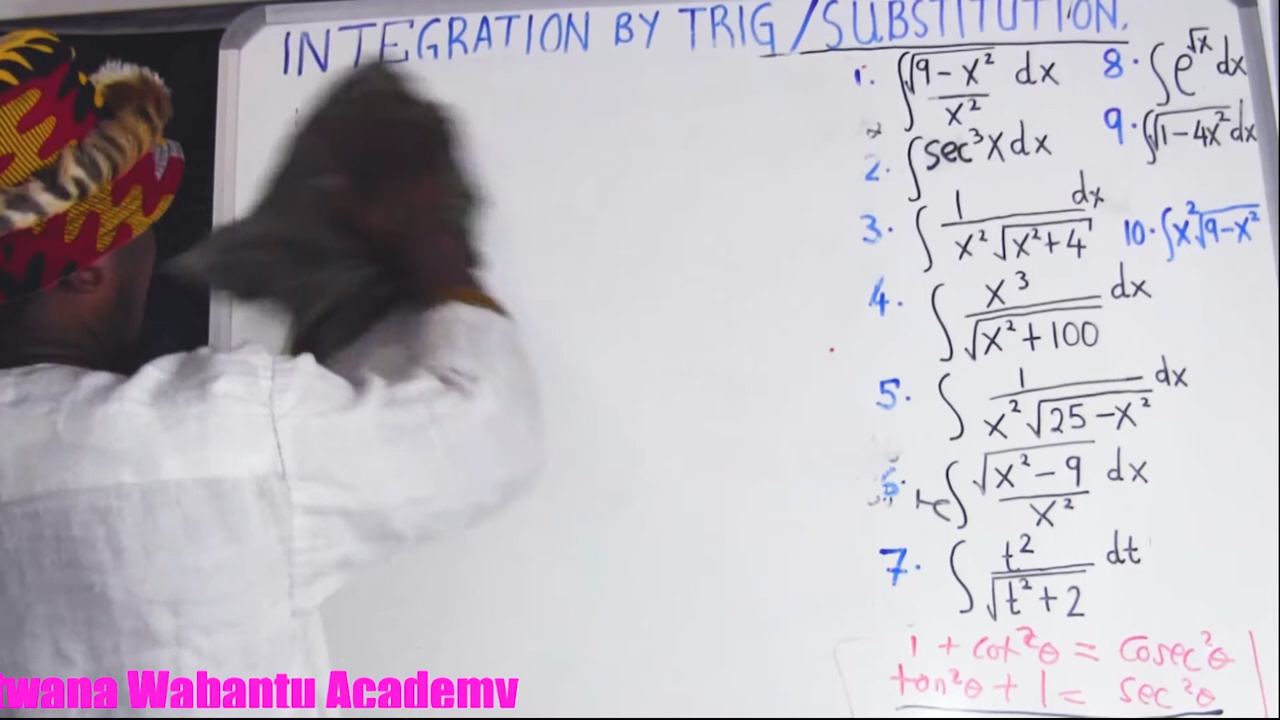 INTEGRATION BY TRIG/SUBSTITUTION.
1. ∫ √(9 - x²) / x² dx
2. ∫ sec³x dx
3. ∫ 1 / (x² √(x² + 4)) dx
4. ∫ x³ / √(x² + 100) dx
5. ∫ 1 / (x² √(25 - x²)) dx
6. ∫ √(x² - 9) / x² dx
7. ∫ t² / √(t² + 2) dt
8. ∫ e^√x dx
9. ∫ √(1 - 4x²) dx
10. ∫ x² √(9 - x²)
1 + cot²θ = cosec²θ
tan²θ + 1 = sec²θ
Wabantu Academy